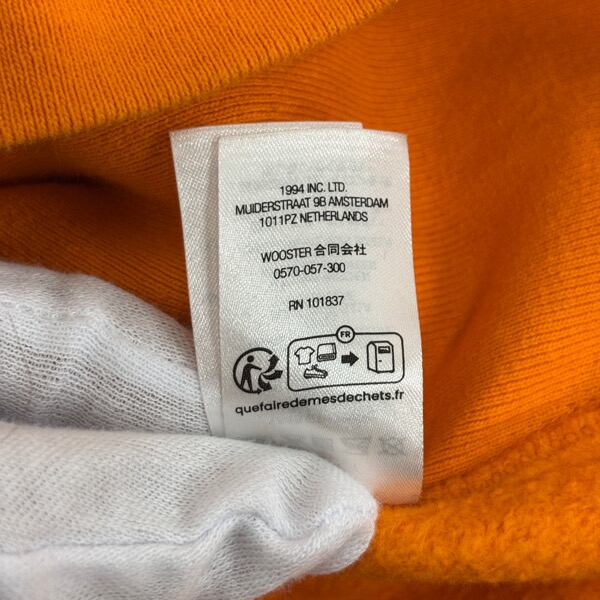 1994 INC. LTD.
MUIDERSTRAAT 9B AMSTERDAM
1011PZ NETHERLANDS
WOOSTER 合同会社
0570-057-300
RN 101837
FR
quefairedemesdechets.fr